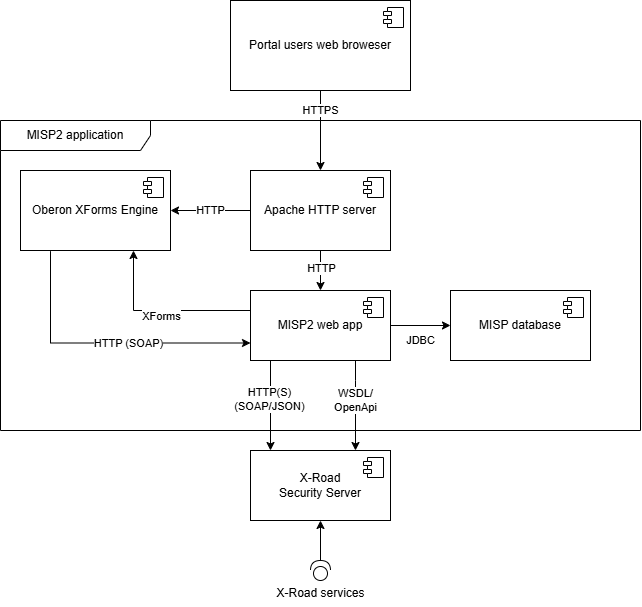 Portal users web broweser
HTTPS
MISP2 application
Oberon XForms Engine
HTTP
Apache HTTP server
HTTP
XForms
MISP2 web app
JDBC
MISP database
HTTP (SOAP)
HTTP(S)
(SOAP/JSON)
WSDL/
OpenApi
X-Road
Security Server
X-Road services